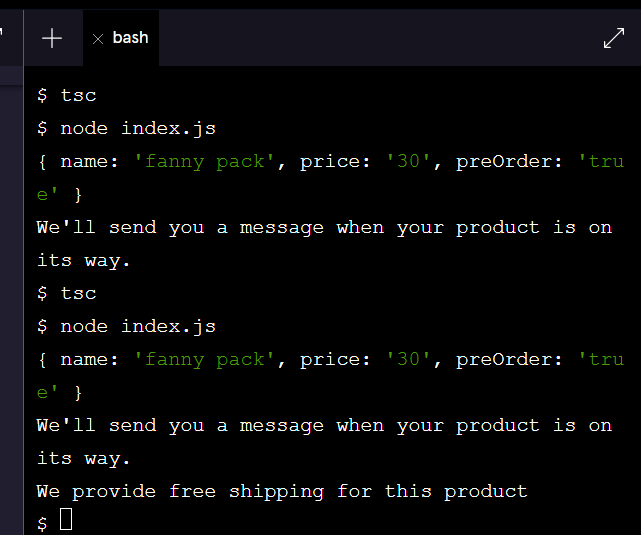 bash
$ tsc
$ node index.js
{ name: 'fanny pack', price: '30', preOrder: 'tru
e' }
We'll send you a message when your product is on
its way.
$ tsc
$ node index.js
{ name: 'fanny pack', price: '30', preOrder: 'tru
e' }
We'll send you a message when your product is on
its way.
We provide free shipping for this product
$